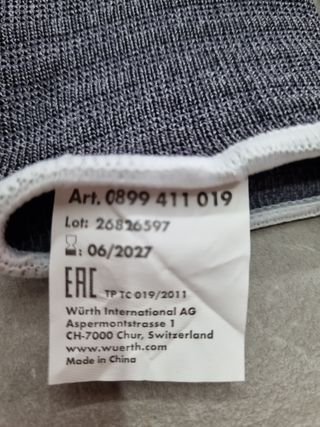 Art. 0899 411 019
Lot: 26826597
: 06/2027
EAC TP TC 019/2011
Würth International AG
Aspermontstrasse 1
CH-7000 Chur, Switzerland
www.wuerth.com
Made in China